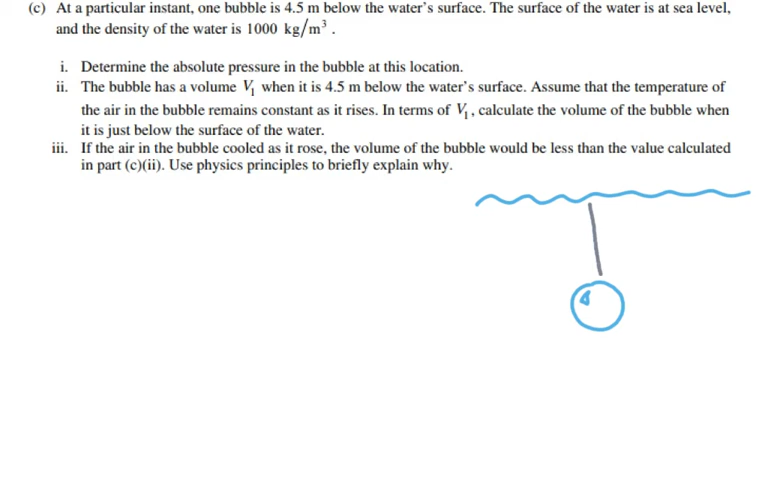 (c) At a particular instant, one bubble is 4.5 m below the water's surface. The surface of the water is at sea level,
and the density of the water is 1000 kg/m³ .
i. Determine the absolute pressure in the bubble at this location.
ii. The bubble has a volume V₁ when it is 4.5 m below the water's surface. Assume that the temperature of
the air in the bubble remains constant as it rises. In terms of V₁ , calculate the volume of the bubble when
it is just below the surface of the water.
iii. If the air in the bubble cooled as it rose, the volume of the bubble would be less than the value calculated
in part (c)(ii). Use physics principles to briefly explain why.